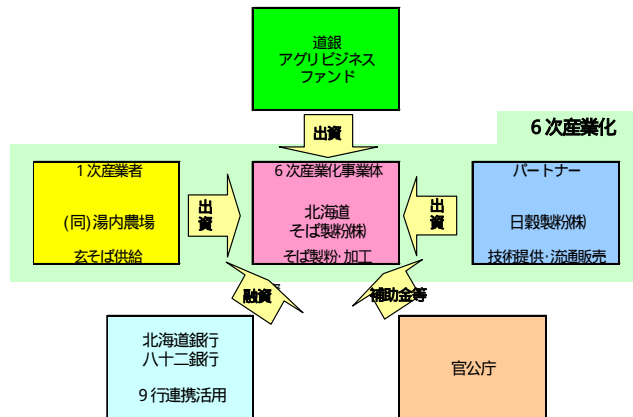 道銀
アグリビジネス
ファンド
出資
6次産業化
1次産業者
(同)湯内農場
玄そば供給
出
資
6次産業化事業体
北海道
そば製粉㈱
そば製粉・加工
出
資
パートナー
日穀製粉㈱
技術提供・流通販売
融資
補助金等
北海道銀行
八十二銀行
9行連携活用
官公庁